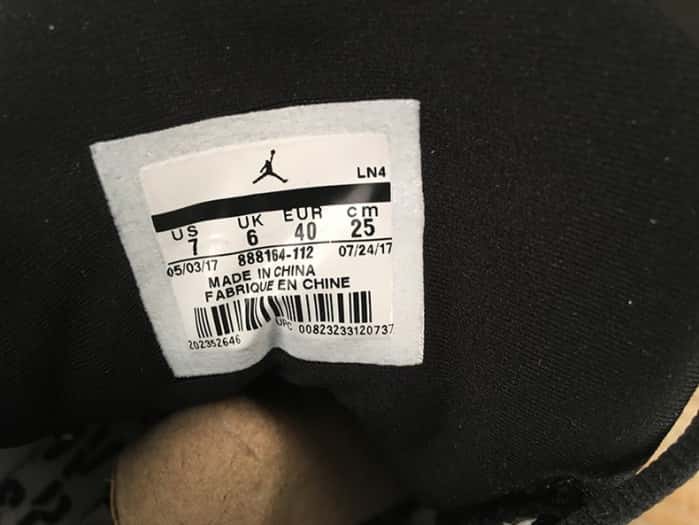 LN4
US UK EUR cm
7 6 40 25
05/03/17 888164-112 07/24/17
MADE IN CHINA
FABRIQUE EN CHINE
202352646 UPC 00823233120737